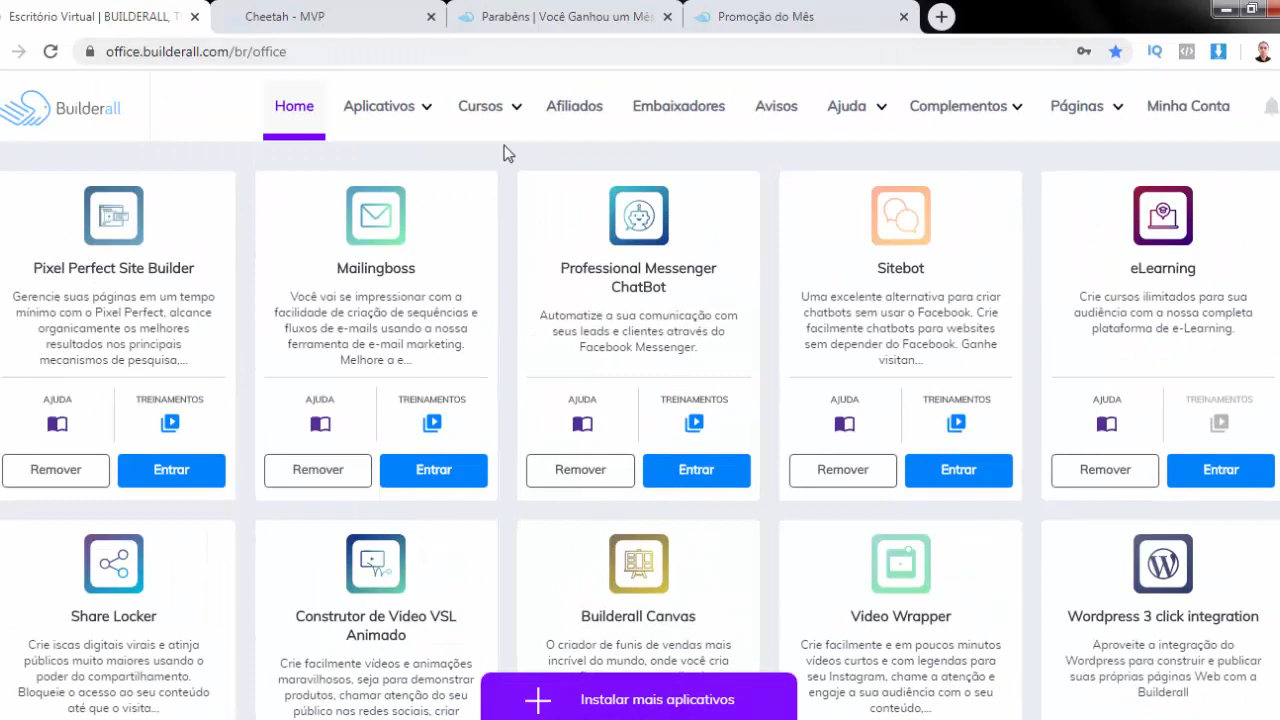 Escritório Virtual | BUILDERALL, T
Cheetah - MVP
Parabéns | Você Ganhou um Mês
Promoção do Mês
office.builderall.com/br/office
IQ
Builderall
Home
Aplicativos
Cursos
Afiliados
Embaixadores
Avisos
Ajuda
Complementos
Páginas
Minha Conta
Pixel Perfect Site Builder
Gerencie suas páginas em um tempo
mínimo com o Pixel Perfect, alcance
organicamente os melhores
resultados nos principais
mecanismos de pesquisa,...
AJUDA
TREINAMENTOS
Remover
Entrar
Mailingboss
Você vai se impressionar com a
facilidade de criação de sequências e
fluxos de e-mails usando a nossa
ferramenta de e-mail marketing.
Melhore a e...
AJUDA
TREINAMENTOS
Remover
Entrar
Professional Messenger
ChatBot
Automatize a sua comunicação com
seus leads e clientes através do
Facebook Messenger.
AJUDA
TREINAMENTOS
Remover
Entrar
Sitebot
Uma excelente alternativa para criar
chatbots sem usar o Facebook. Crie
facilmente chatbots para websites
sem depender do Facebook. Ganhe
visitan...
AJUDA
TREINAMENTOS
Remover
Entrar
eLearning
Crie cursos ilimitados para sua
audiência com a nossa completa
plataforma de e-Learning.
AJUDA
TREINAMENTOS
Remover
Entrar
Share Locker
Crie iscas digitais virais e atinja
públicos muito maiores usando o
poder do compartilhamento.
Bloqueie o acesso ao seu conteúdo
até que o visita...
Construtor de Video VSL
Animado
Crie facilmente vídeos e animações
maravilhosos, seja para demonstrar
produtos, chamar atenção do seu
público nas redes sociais, criar
Builderall Canvas
O criador de funis de vendas mais
incrível do mundo, onde você cria
Video Wrapper
Crie facilmente e em poucos minutos
vídeos curtos e com legendas para
seu Instagram, chame a atenção e
engaje a sua audiência com o seu
conteúdo,...
Wordpress 3 click integration
Aproveite a integração do
Wordpress para construir e publicar
suas próprias páginas Web com a
Builderall
Instalar mais aplicativos